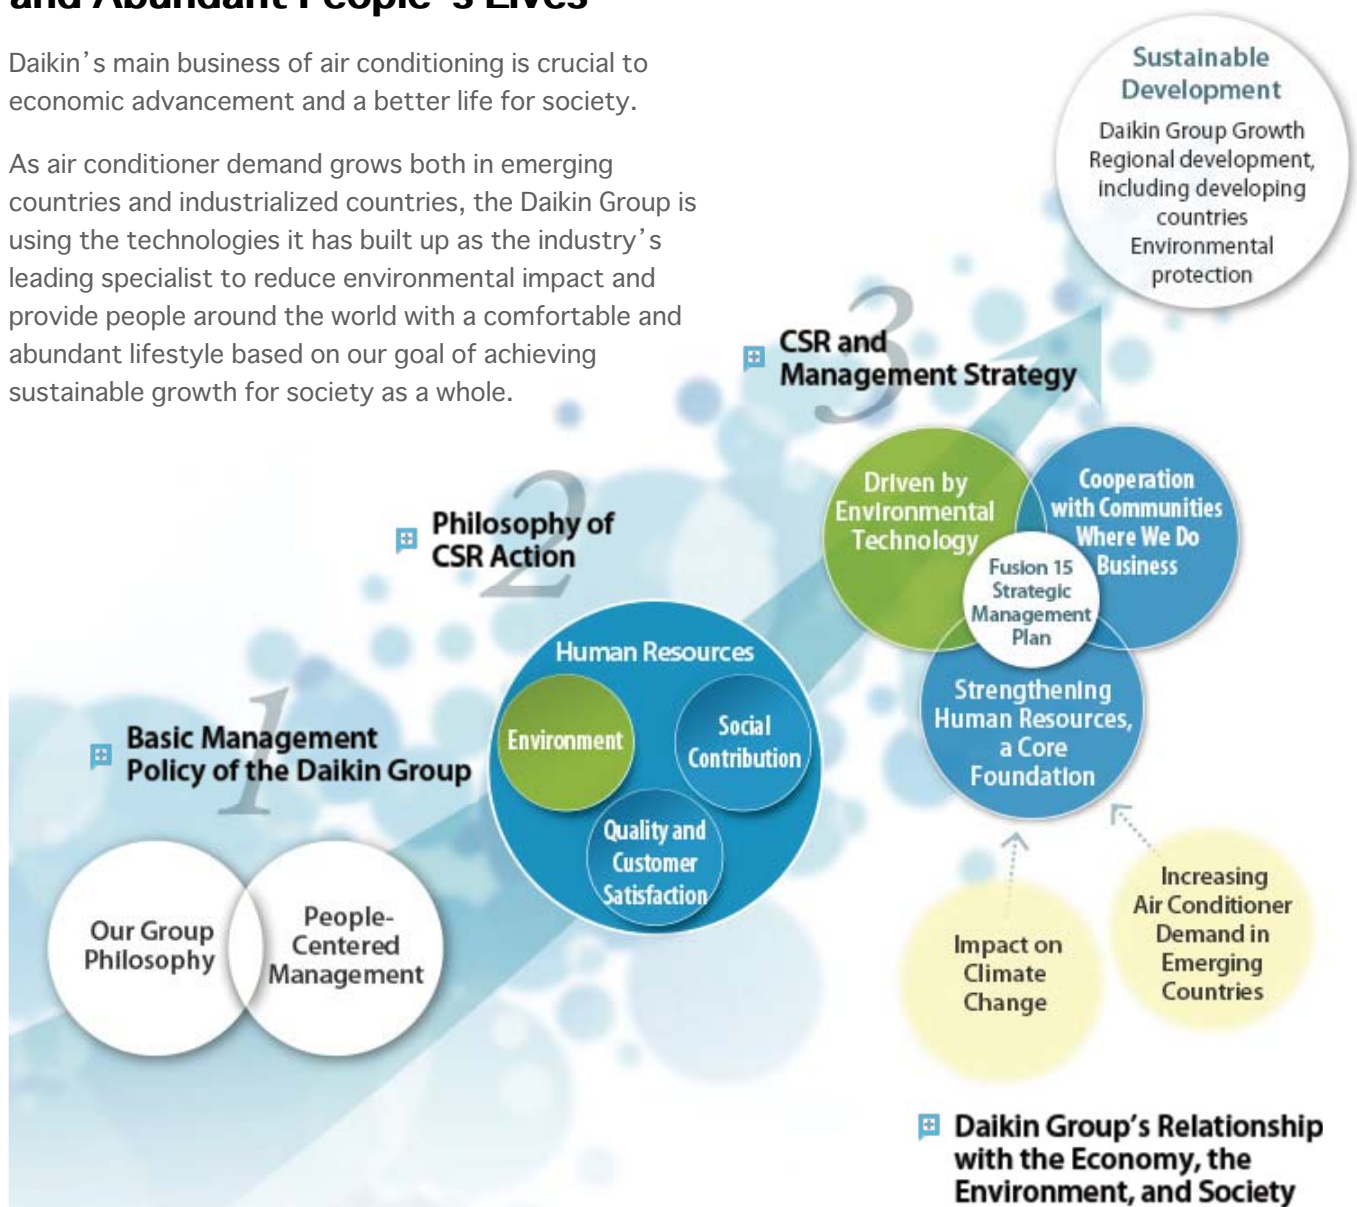 and Abundant People's Lives
Daikin's main business of air conditioning is crucial to
economic advancement and a better life for society.
As air conditioner demand grows both in emerging
countries and industrialized countries, the Daikin Group is
using the technologies it has built up as the industry's
leading specialist to reduce environmental impact and
provide people around the world with a comfortable and
abundant lifestyle based on our goal of achieving
sustainable growth for society as a whole.
Sustainable
Development
Daikin Group Growth
Regional development,
including developing
countries
Environmental
protection
3
CSR and
Management Strategy
Driven by
Environmental
Technology
Cooperation
with Communities
Where We Do
Business
Fusion 15
Strategic
Management
Plan
Strengthening
Human Resources,
a Core
Foundation
2
Philosophy of
CSR Action
Human Resources
Environment
Social
Contribution
Quality and
Customer
Satisfaction
1
Basic Management
Policy of the Daikin Group
Our Group
Philosophy
People-
Centered
Management
Impact on
Climate
Change
Increasing
Air Conditioner
Demand in
Emerging
Countries
Daikin Group's Relationship
with the Economy, the
Environment, and Society